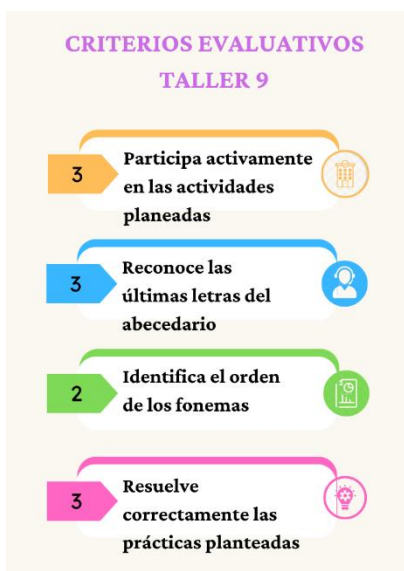 CRITERIOS EVALUATIVOS
TALLER 9
3
Participa activamente
en las actividades
planeadas
3
Reconoce las
últimas letras del
abecedario
2
Identifica el orden
de los fonemas
3
Resuelve
correctamente las
prácticas planteadas